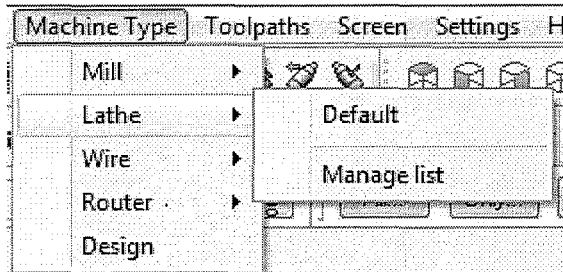 Machine Type Toolpaths Screen Settings H
Mill
Lathe
Default
Wire
Manage list
Router
Design